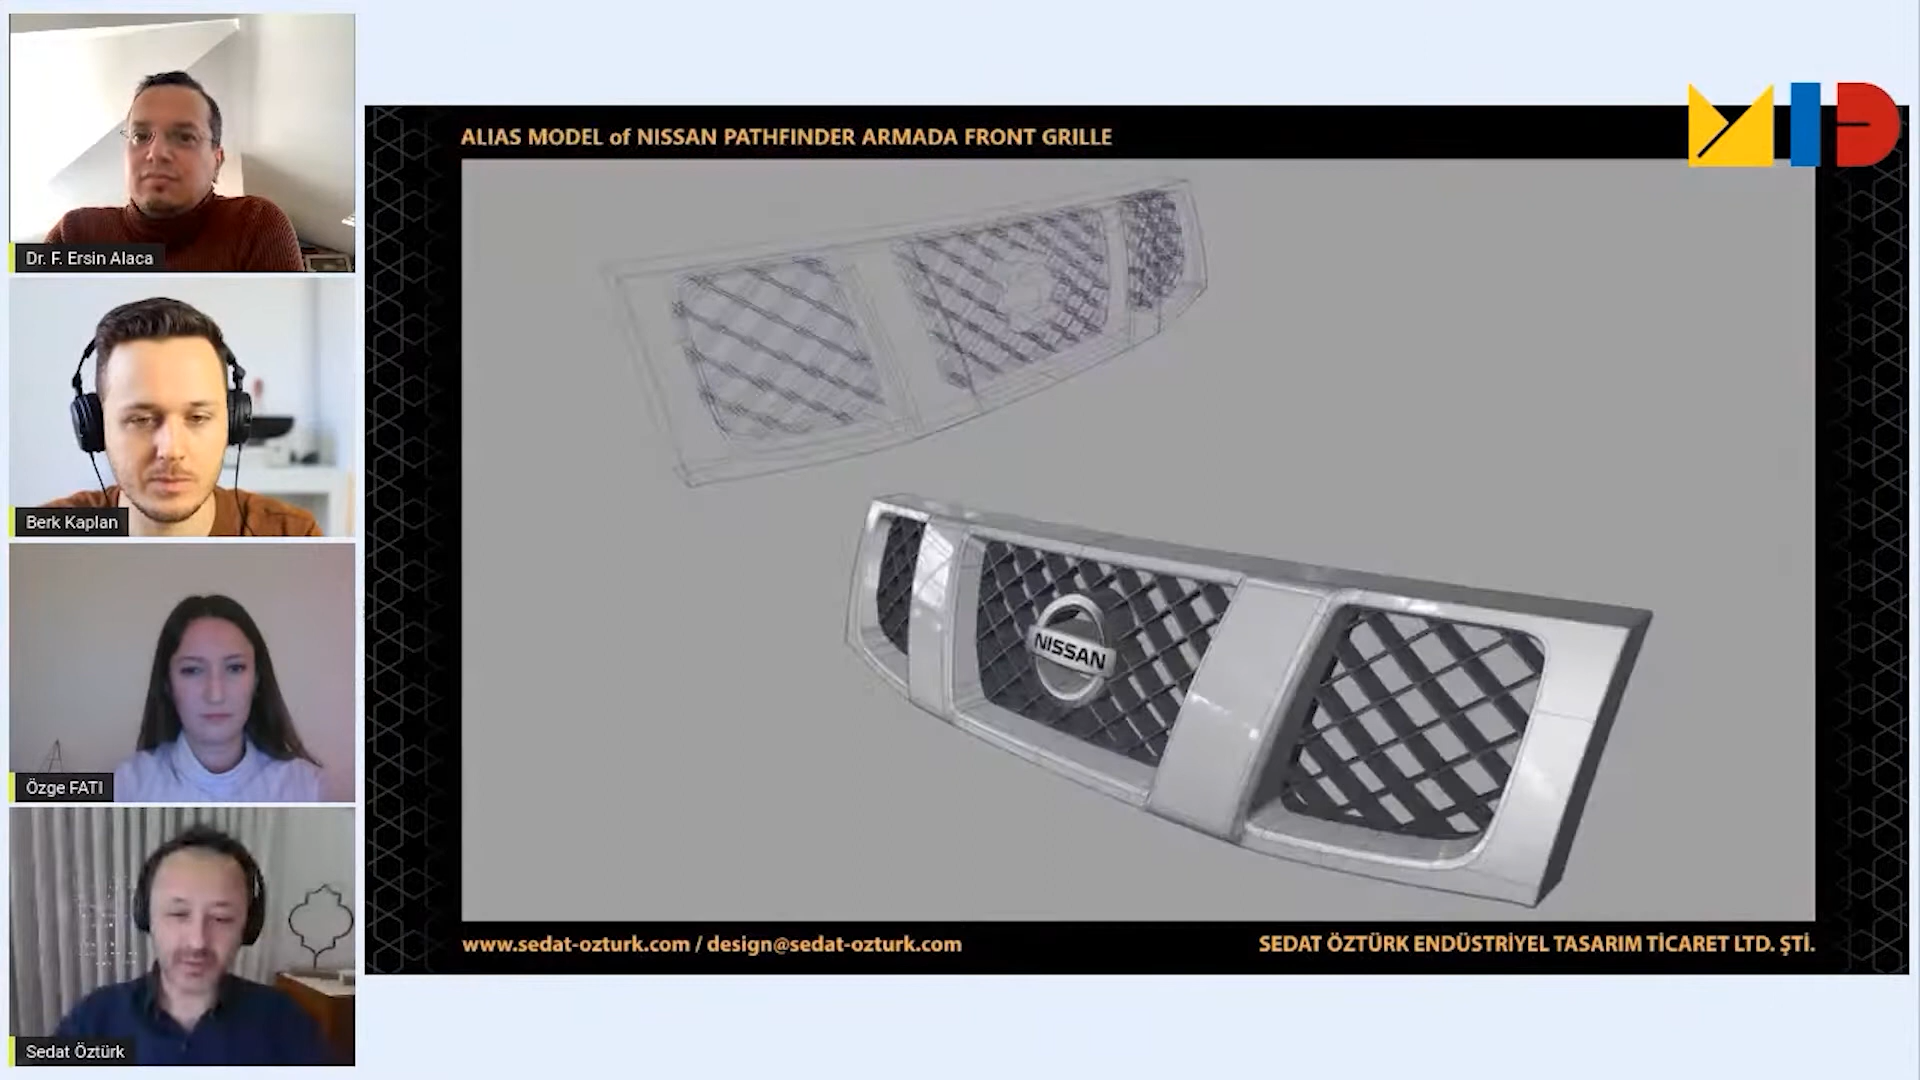 Dr. F. Ersin Alaca
Berk Kaplan
Özge FATI
Sedat Öztürk
ALIAS MODEL of NISSAN PATHFINDER ARMADA FRONT GRILLE
NISSAN
www.sedat-ozturk.com / design@sedat-ozturk.com
SEDAT ÖZTÜRK ENDÜSTRİYEL TASARIM TİCARET LTD. ŞTİ.